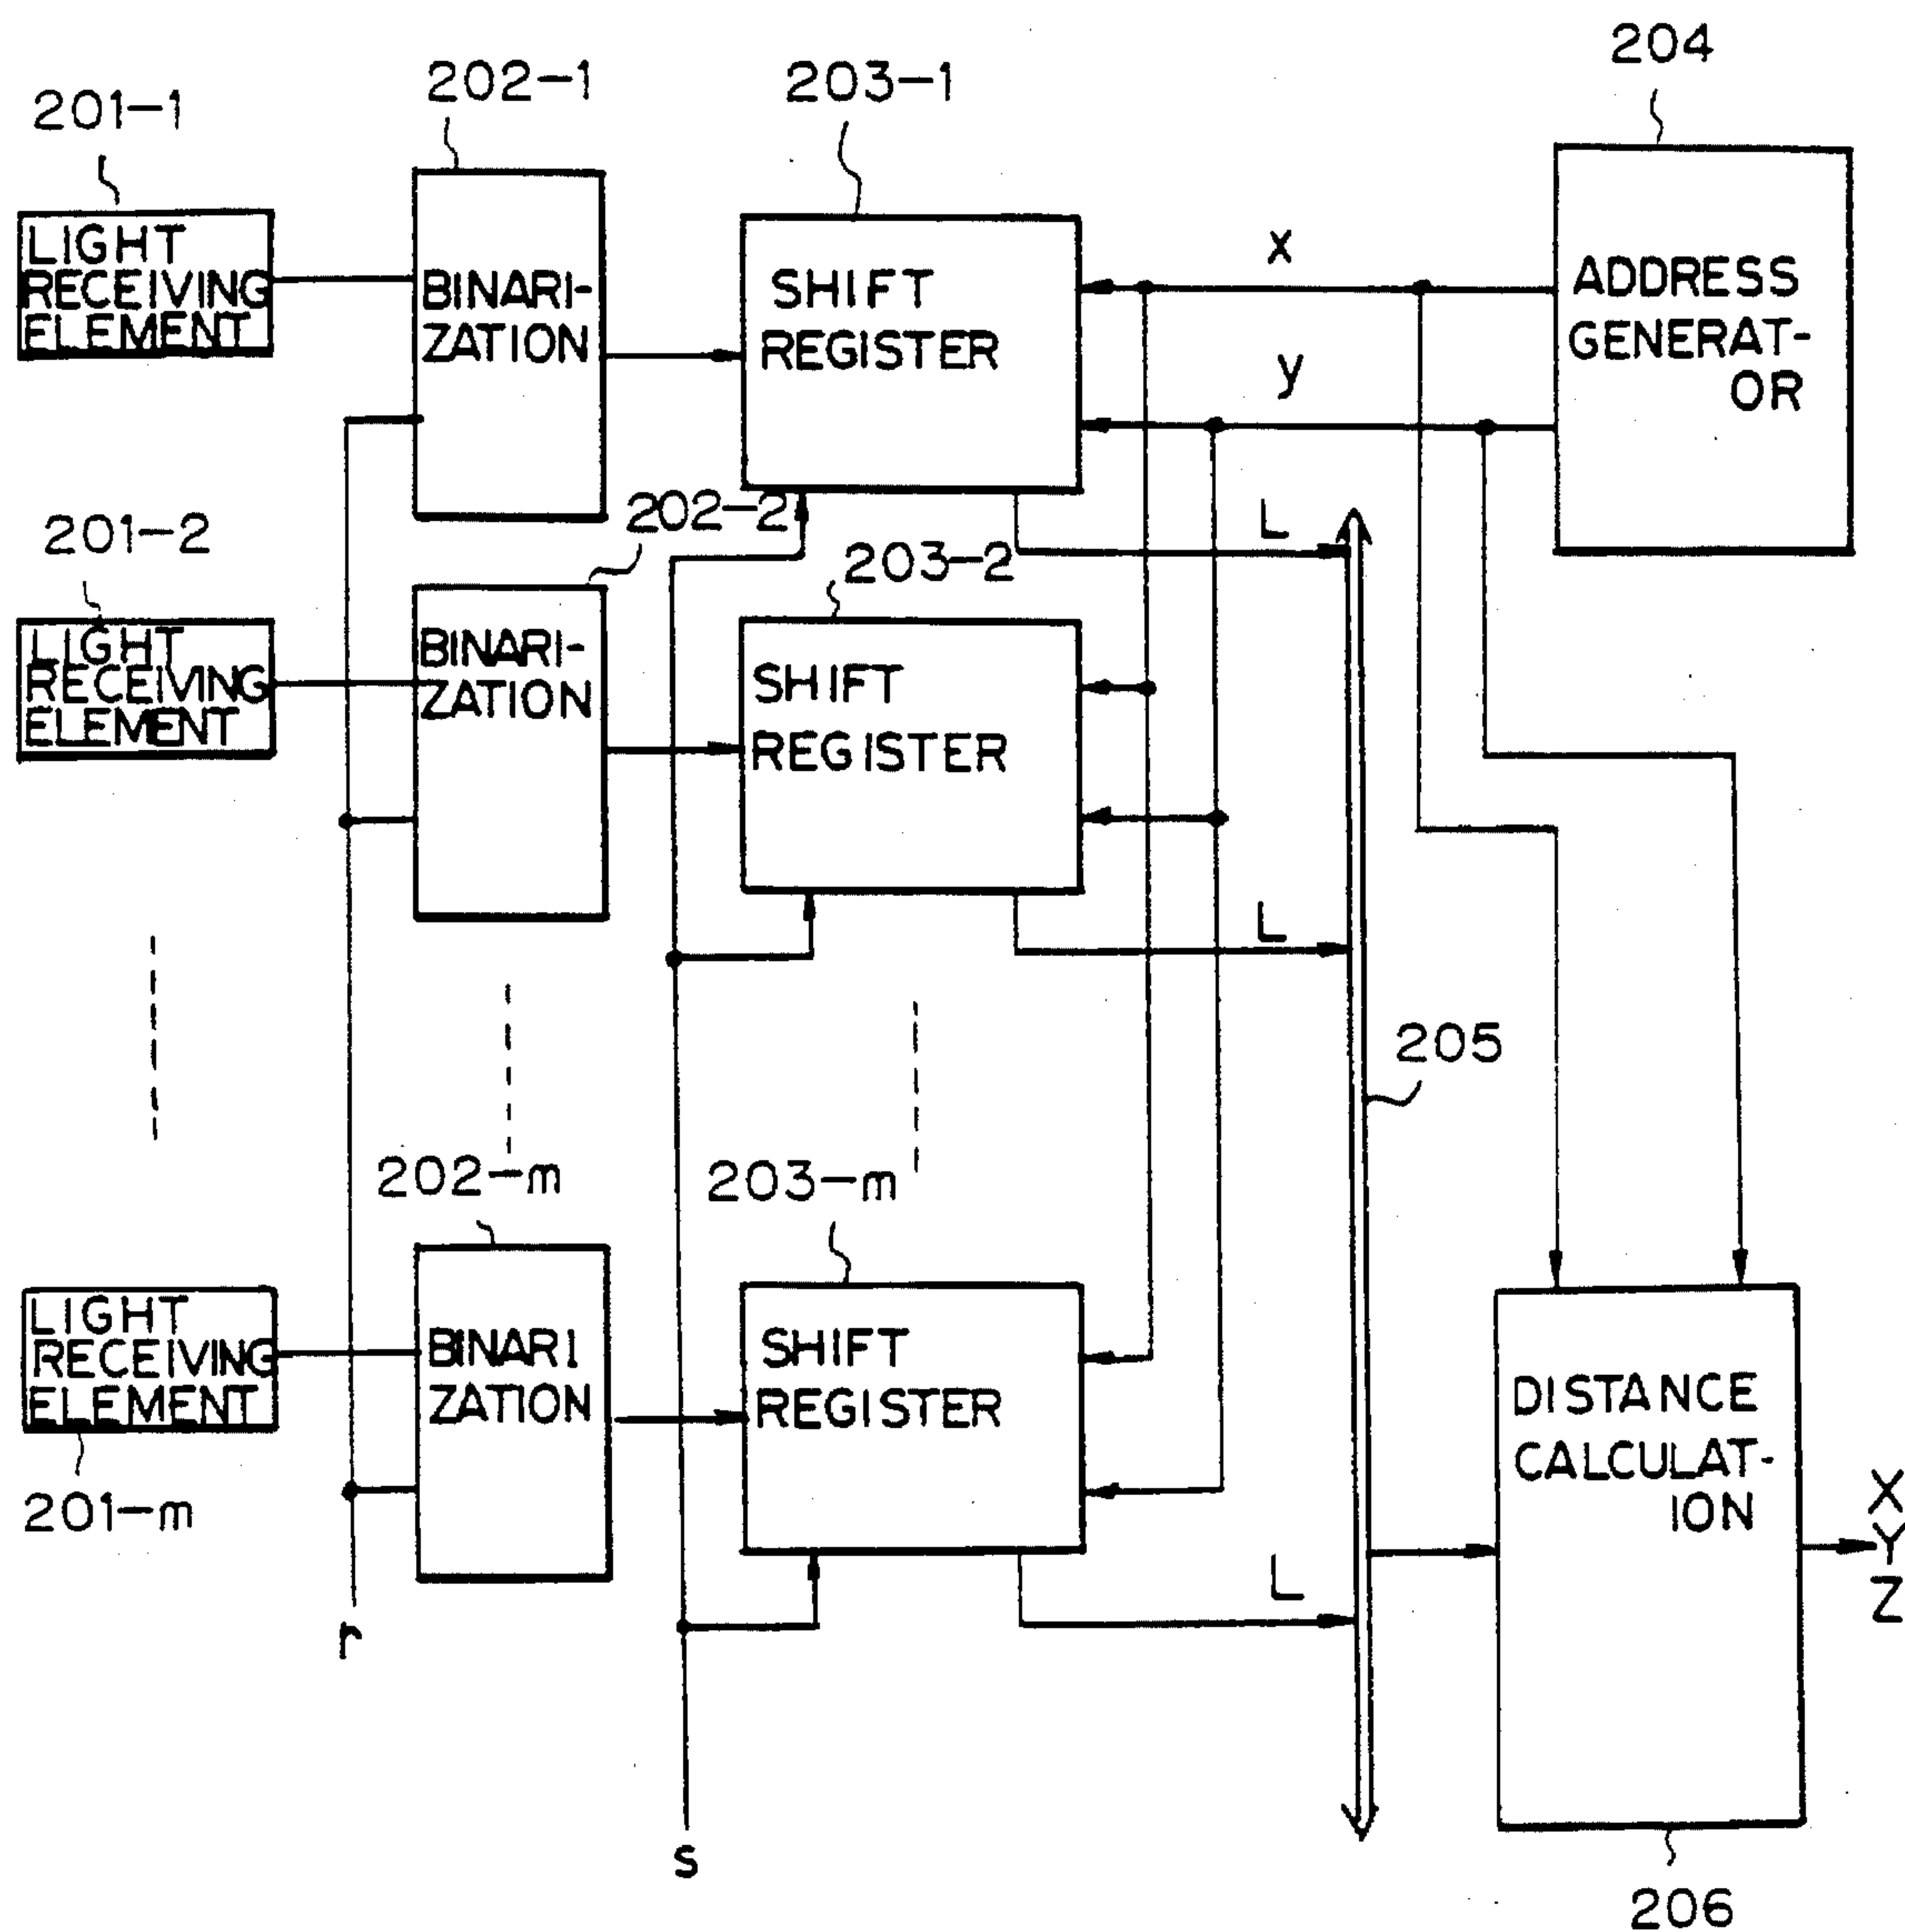 204
202-1
203-1
201-1
LIGHT
RECEIVING
ELEMENT
BINARI-
ZATION
SHIFT
REGISTER
x
y
ADDRESS
GENERAT-
OR
202-2
L
201-2
203-2
LIGHT
RECEIVING
ELEMENT
BINARI-
ZATION
SHIFT
REGISTER
L
205
202-m
203-m
LIGHT
RECEIVING
ELEMENT
BINARI
ZATION
SHIFT
REGISTER
DISTANCE
CALCULAT-
ION
201-m
X
Y
Z
L
r
s
206